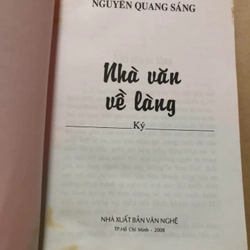 NGUYỄN QUANG SÁNG
Nhà văn
về làng
Ký
NHÀ XUẤT BẢN VĂN NGHỆ
TP.Hồ Chí Minh - 2008